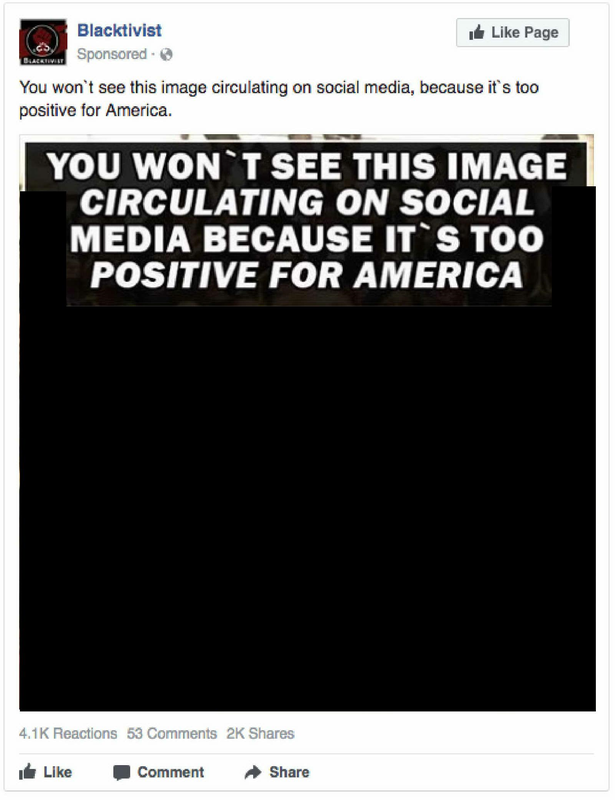 Blacktivist
Sponsored ·
BLACKTIVIST
Like Page
You won`t see this image circulating on social media, because it`s too
positive for America.
YOU WON`T SEE THIS IMAGE
CIRCULATING ON SOCIAL
MEDIA BECAUSE IT`S TOO
POSITIVE FOR AMERICA
4.1K Reactions 53 Comments 2K Shares
Like Comment Share